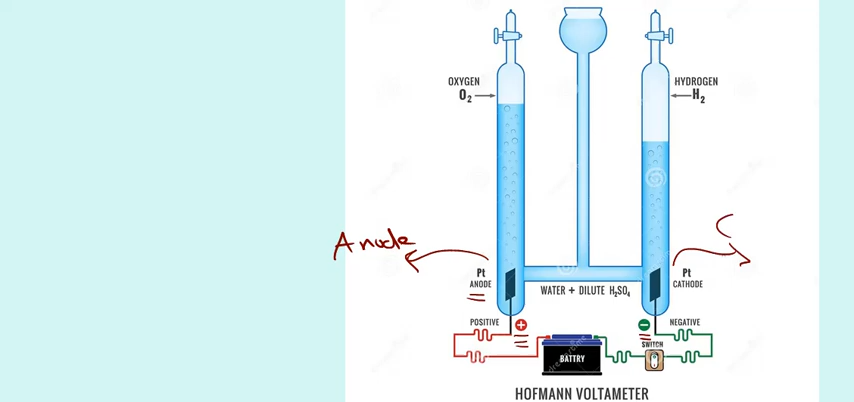 OXYGEN
O₂
HYDROGEN
H₂
Anode
C
Pt
ANODE
WATER + DILUTE H₂SO₄
Pt
CATHODE
POSITIVE
+
−
NEGATIVE
SWITCH
BATTRY
HOFMANN VOLTAMETER